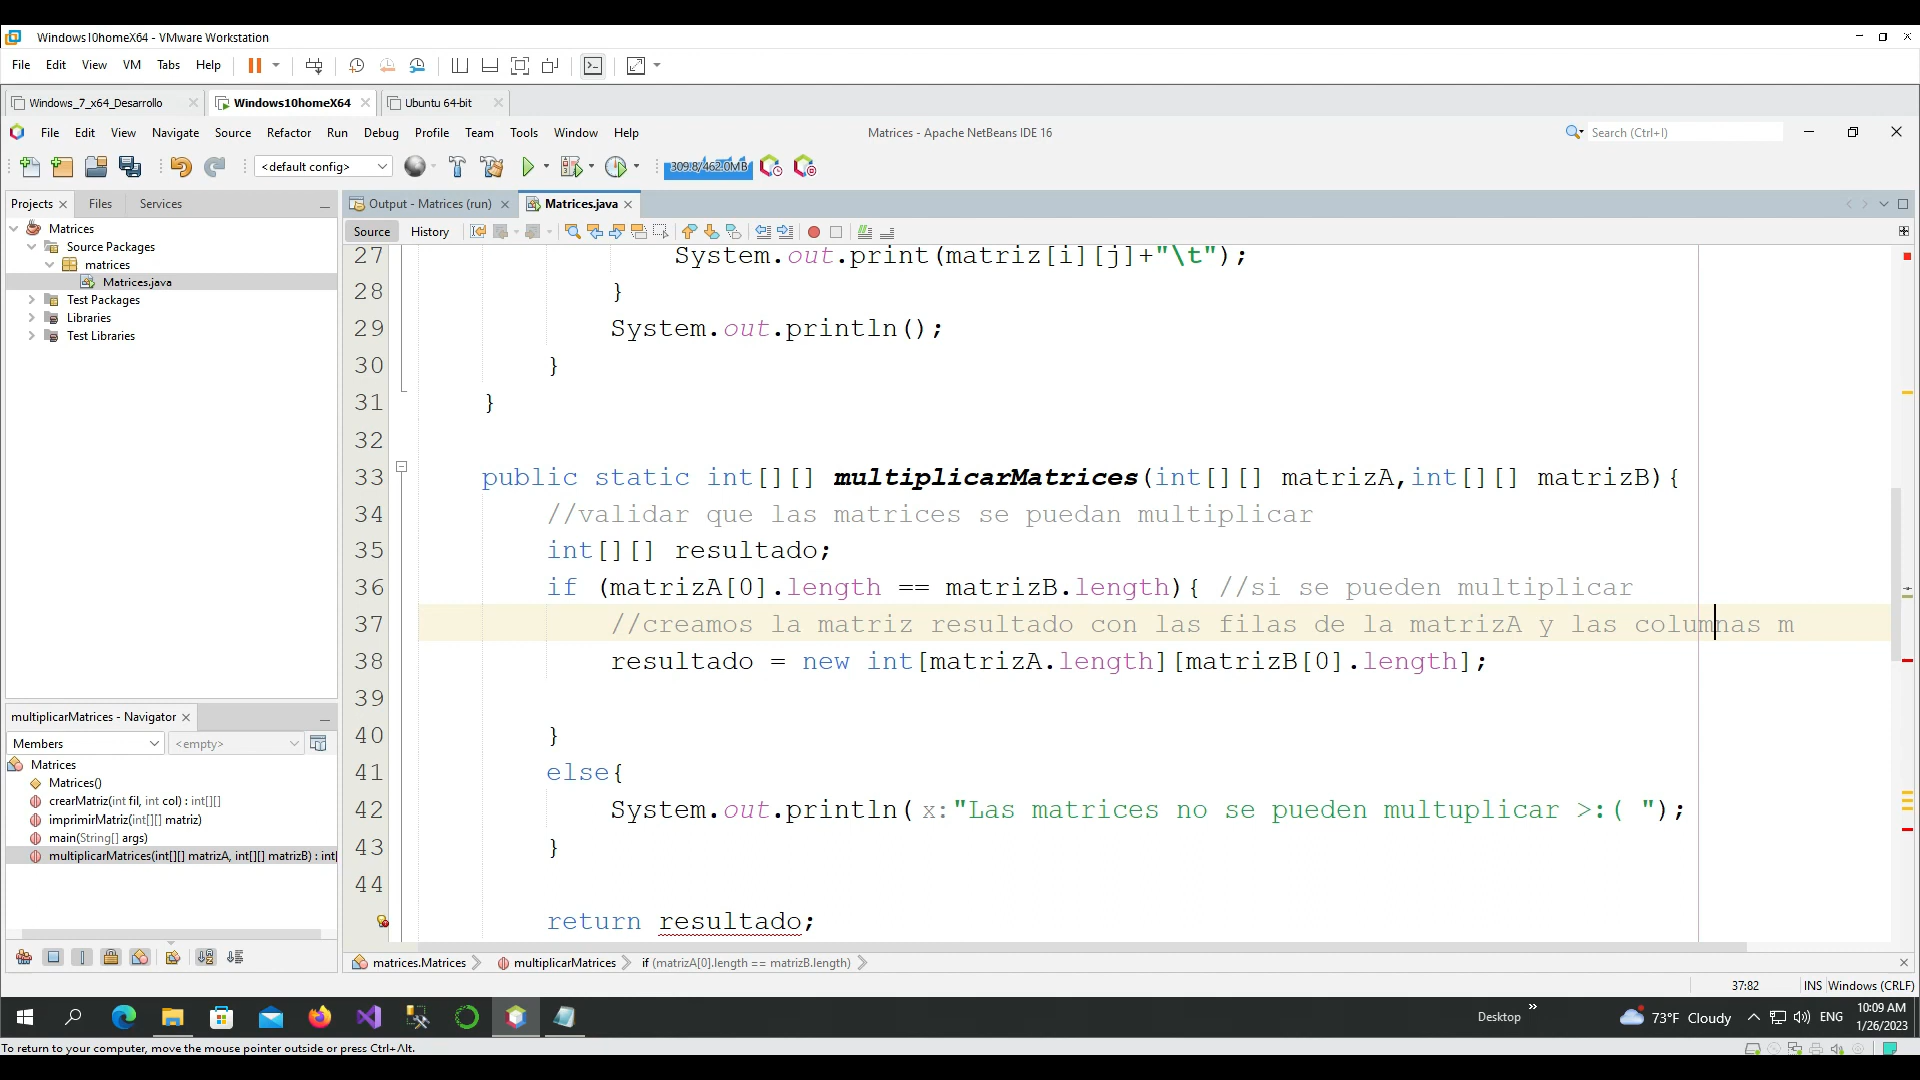 Windows10homeX64 - VMware Workstation
File Edit View VM Tabs Help
Windows_7_x64_Desarrollo Windows10homeX64 Ubuntu 64-bit
File Edit View Navigate Source Refactor Run Debug Profile Team Tools Window Help Matrices - Apache NetBeans IDE 16 Search (Ctrl+I)
<default config> 309.8/462.0MB
Projects Files Services Output - Matrices (run) Matrices.java
Source History
Matrices
Source Packages
matrices
Matrices.java
Test Packages
Libraries
Test Libraries
27 System.out.print(matriz[i][j]+"\t");
28 }
29 System.out.println();
30 }
31 }
32
33 public static int[][] multiplicarMatrices(int[][] matrizA,int[][] matrizB){
34 //validar que las matrices se puedan multiplicar
35 int[][] resultado;
36 if (matrizA[0].length == matrizB.length){ //si se pueden multiplicar
37 //creamos la matriz resultado con las filas de la matrizA y las columnas m
38 resultado = new int[matrizA.length][matrizB[0].length];
39
40 }
41 else{
42 System.out.println( x:"Las matrices no se pueden multuplicar >:( ");
43 }
44
return resultado;
multiplicarMatrices - Navigator
Members <empty>
Matrices
Matrices()
crearMatriz(int fil, int col) : int[][]
imprimirMatriz(int[][] matriz)
main(String[] args)
multiplicarMatrices(int[][] matrizA, int[][] matrizB) : int[
matrices.Matrices multiplicarMatrices if (matrizA[0].length == matrizB.length)
37:82 INS Windows (CRLF)
Desktop 73°F Cloudy ENG 10:09 AM
1/26/2023
To return to your computer, move the mouse pointer outside or press Ctrl+Alt.